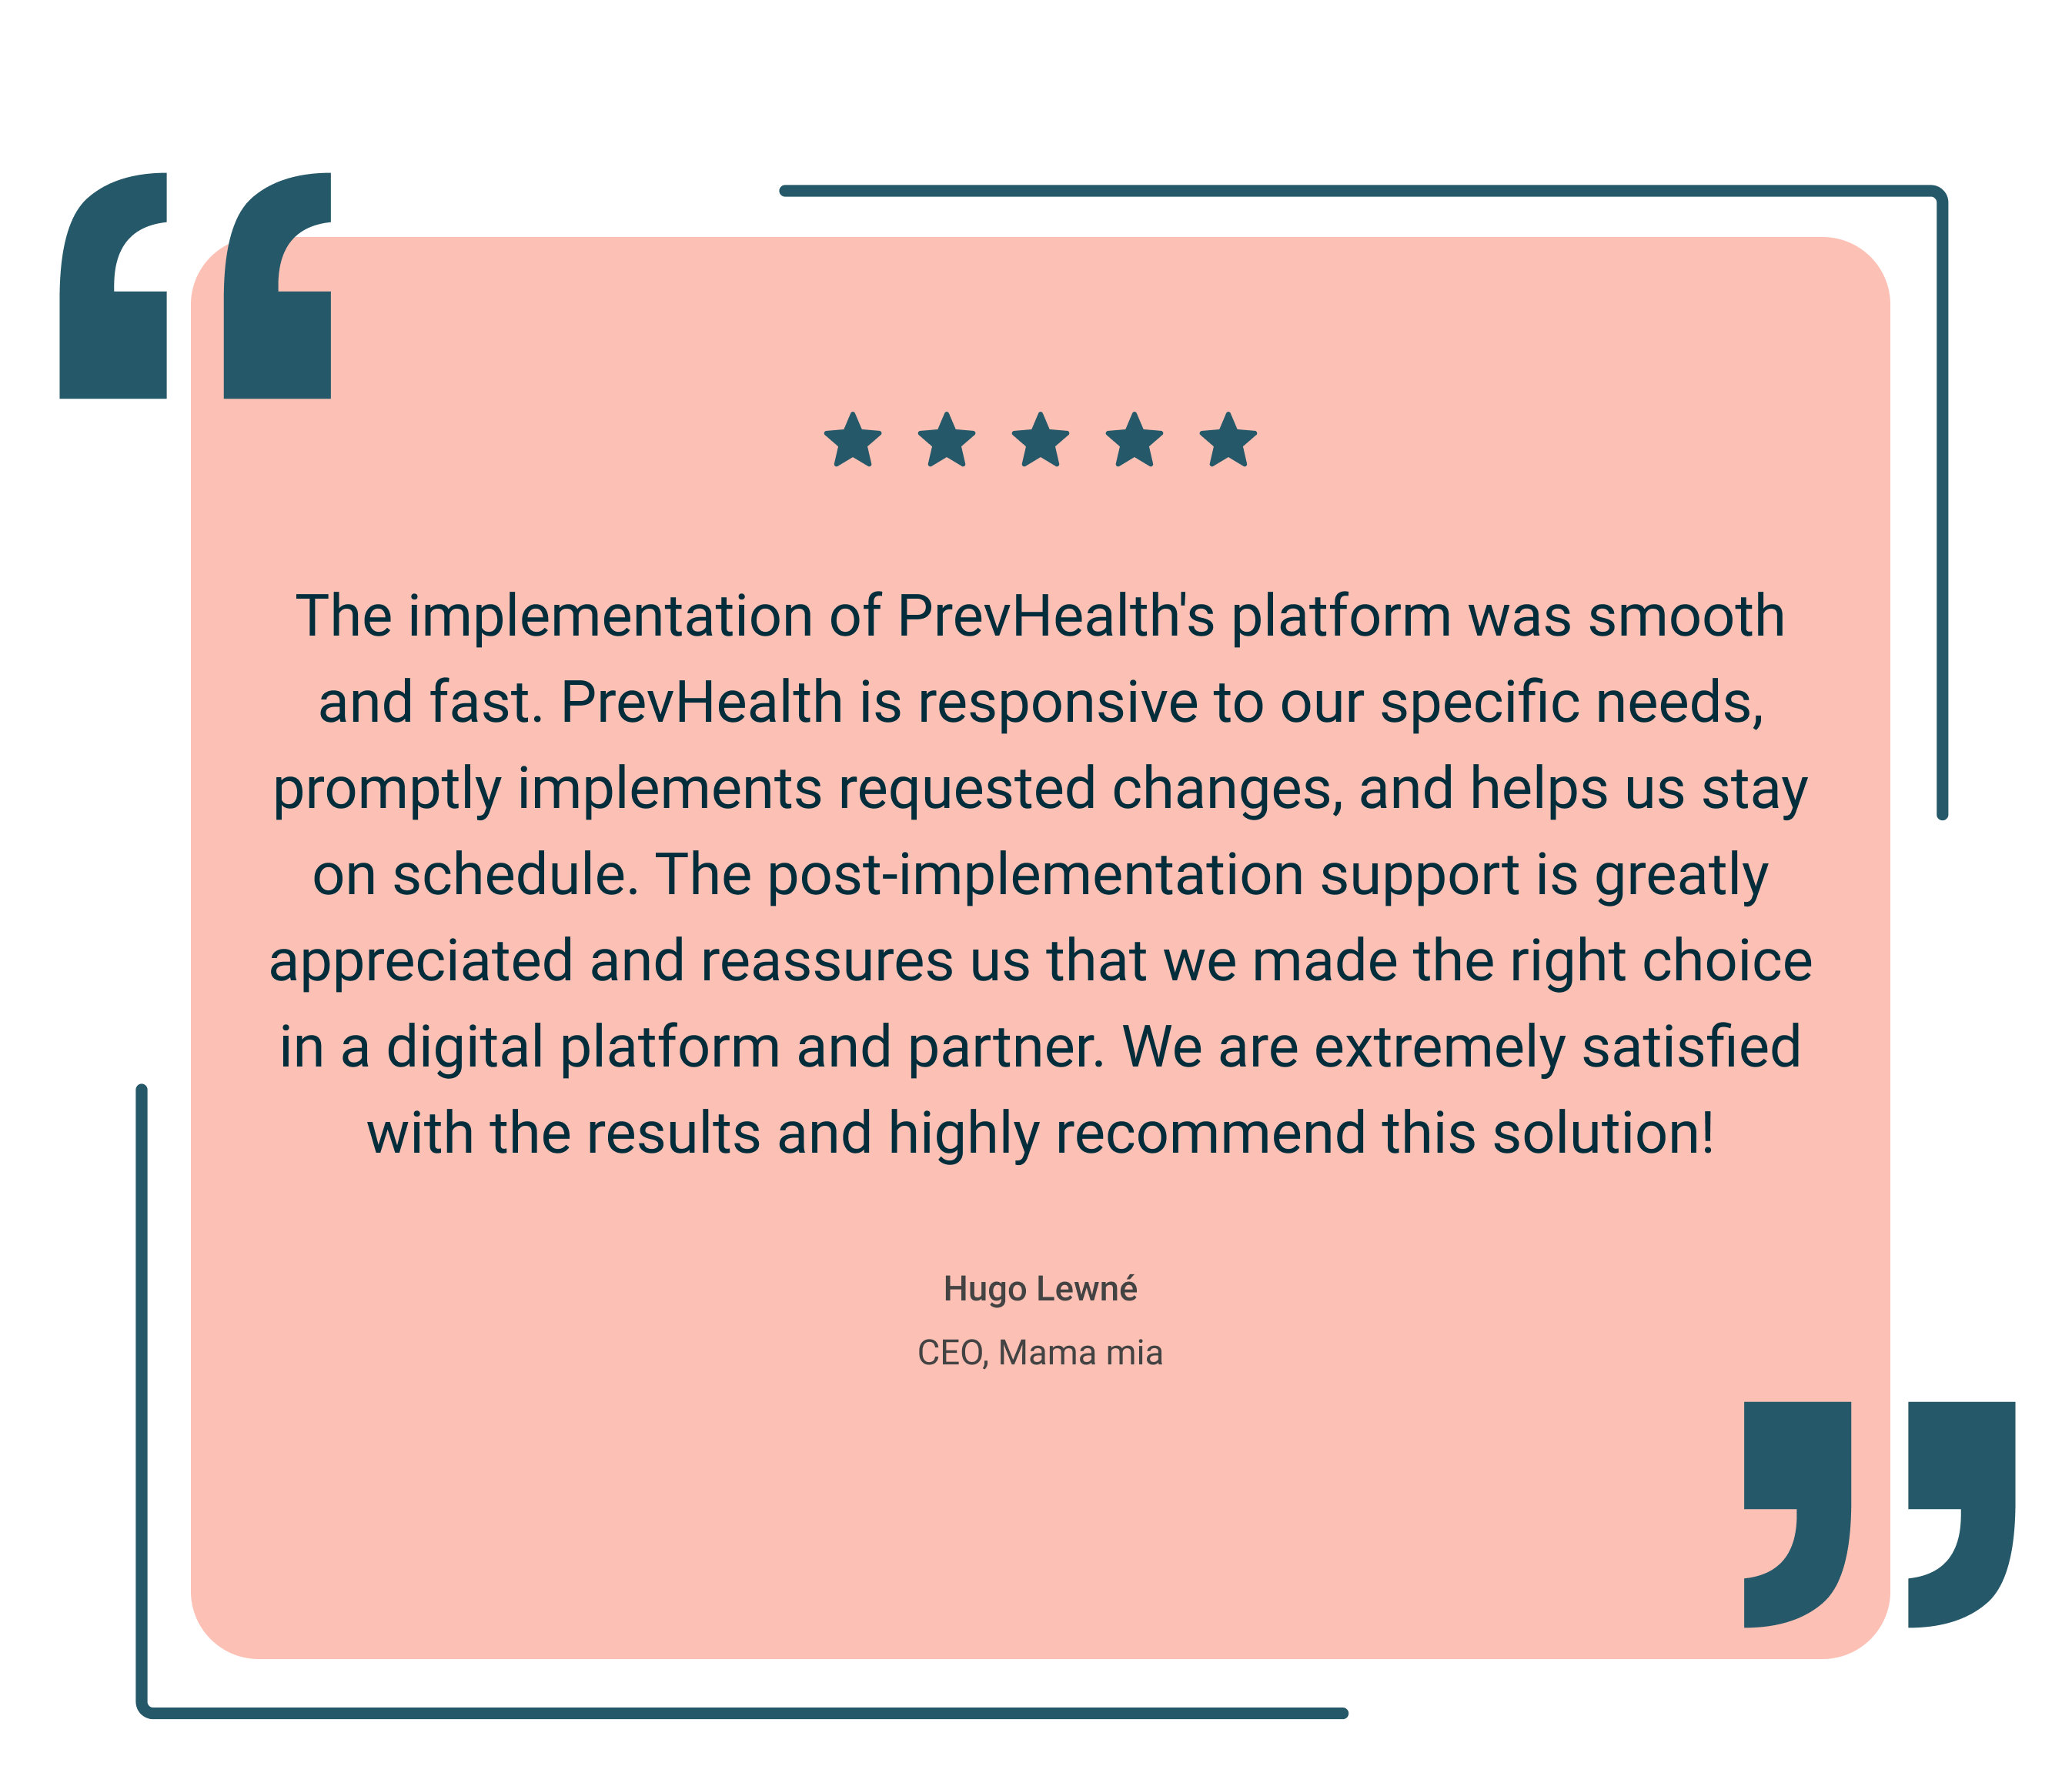 The implementation of PrevHealth's platform was smooth
and fast. PrevHealth is responsive to our specific needs,
promptly implements requested changes, and helps us stay
on schedule. The post-implementation support is greatly
appreciated and reassures us that we made the right choice
in a digital platform and partner. We are extremely satisfied
with the results and highly recommend this solution!
Hugo Lewné
CEO, Mama mia